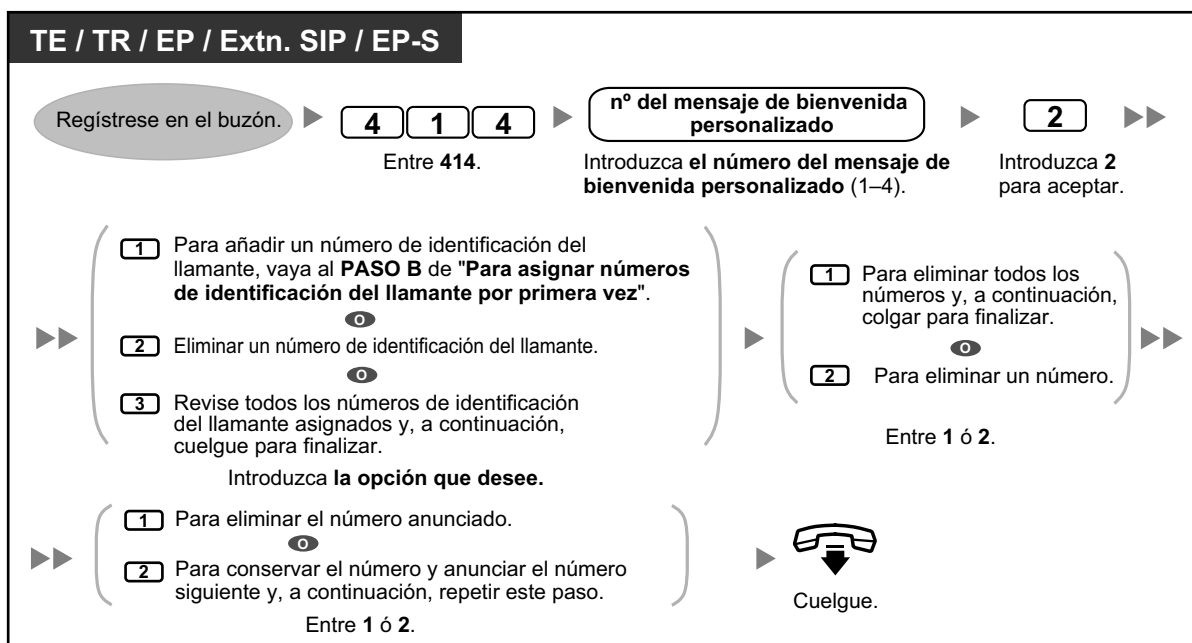 TE / TR / EP / Extn. SIP / EP-S
Regístrese en el buzón.
4 1 4
Entre 414.
nº del mensaje de bienvenida
personalizado
Introduzca el número del mensaje de
bienvenida personalizado (1–4).
2
Introduzca 2
para aceptar.
1 Para añadir un número de identificación del
llamante, vaya al PASO B de "Para asignar números
de identificación del llamante por primera vez".
O
2 Eliminar un número de identificación del llamante.
O
3 Revise todos los números de identificación
del llamante asignados y, a continuación,
cuelgue para finalizar.
Introduzca la opción que desee.
1 Para eliminar todos los
números y, a continuación,
colgar para finalizar.
O
2 Para eliminar un número.
Entre 1 ó 2.
1 Para eliminar el número anunciado.
O
2 Para conservar el número y anunciar el número
siguiente y, a continuación, repetir este paso.
Entre 1 ó 2.
Cuelgue.